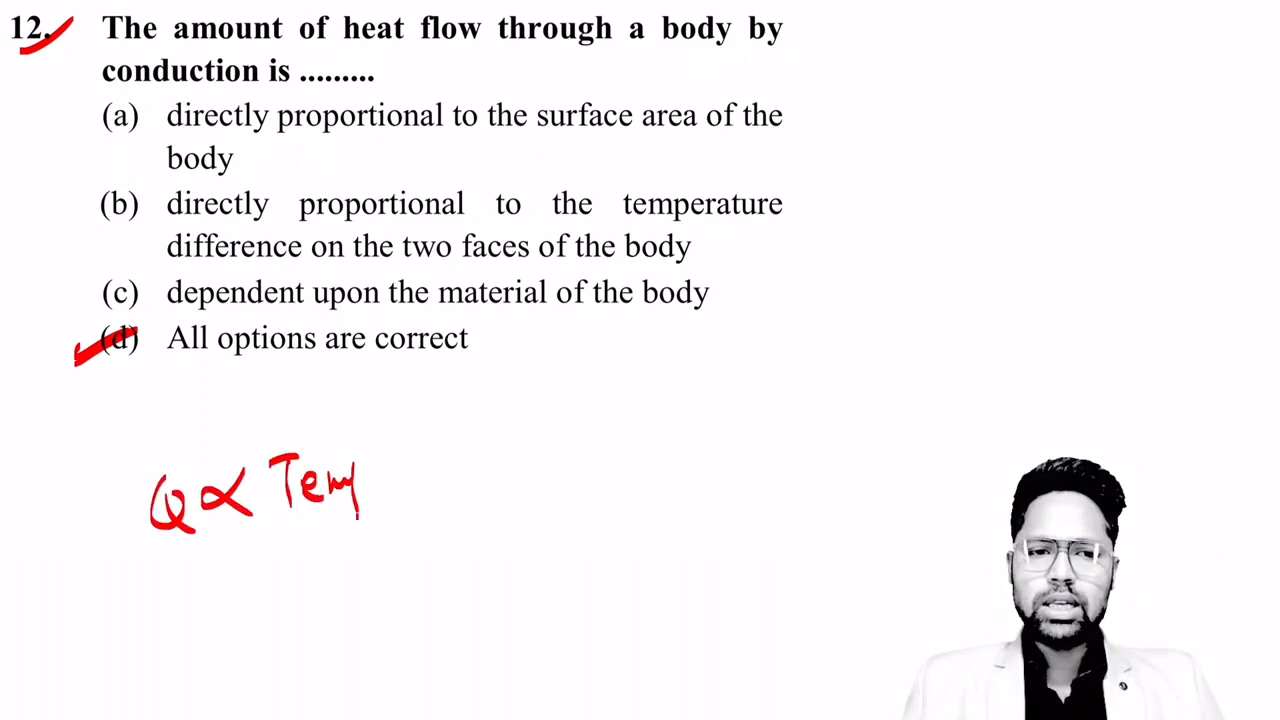 12. The amount of heat flow through a body by
conduction is .........
(a) directly proportional to the surface area of the
body
(b) directly proportional to the temperature
difference on the two faces of the body
(c) dependent upon the material of the body
(d) All options are correct
Q ∝ Temp